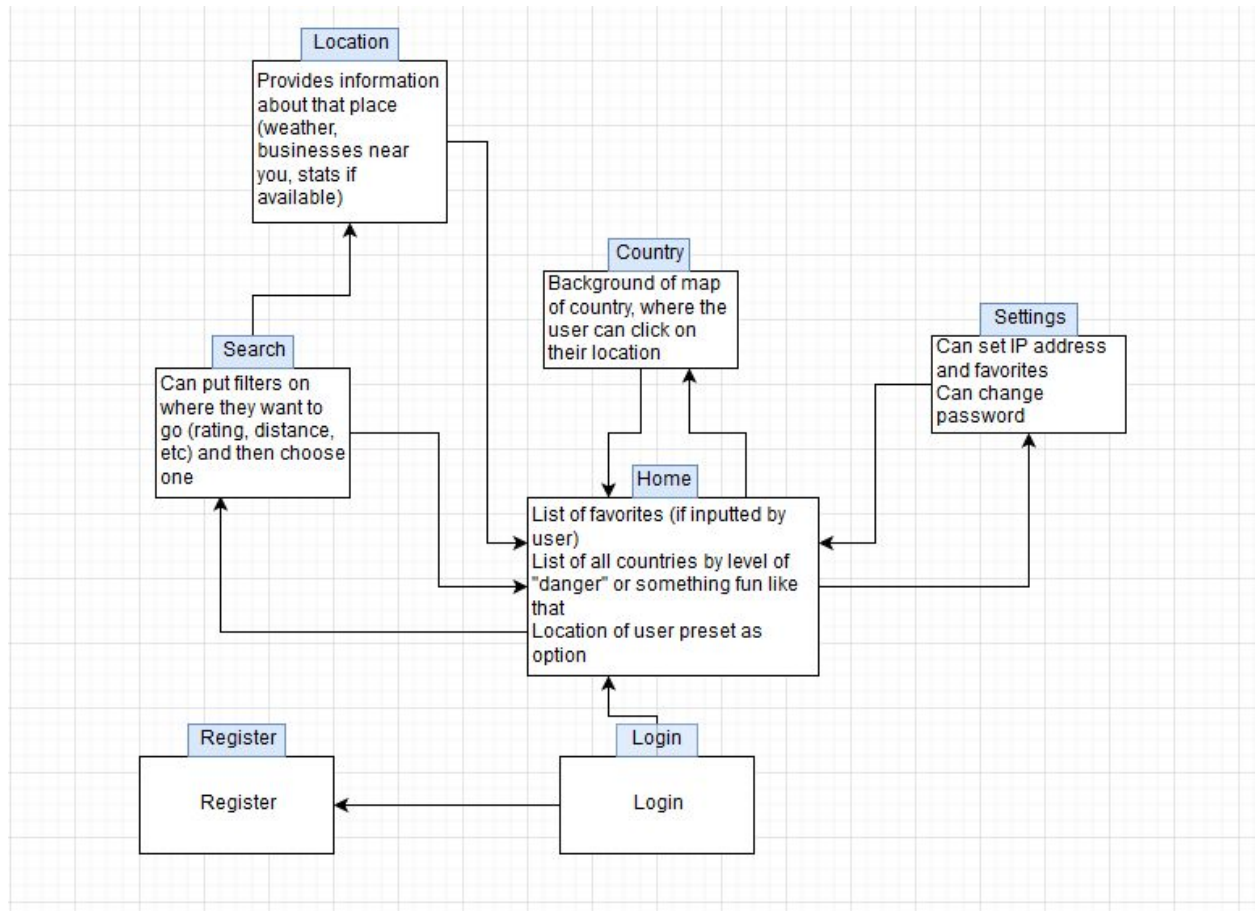 Location
Provides information
about that place
(weather,
businesses near
you, stats if
available)
Country
Background of map
of country, where the
user can click on
their location
Settings
Can set IP address
and favorites
Can change
password
Search
Can put filters on
where they want to
go (rating, distance,
etc) and then choose
one
Home
List of favorites (if inputted by
user)
List of all countries by level of
"danger" or something fun like
that
Location of user preset as
option
Register
Register
Login
Login